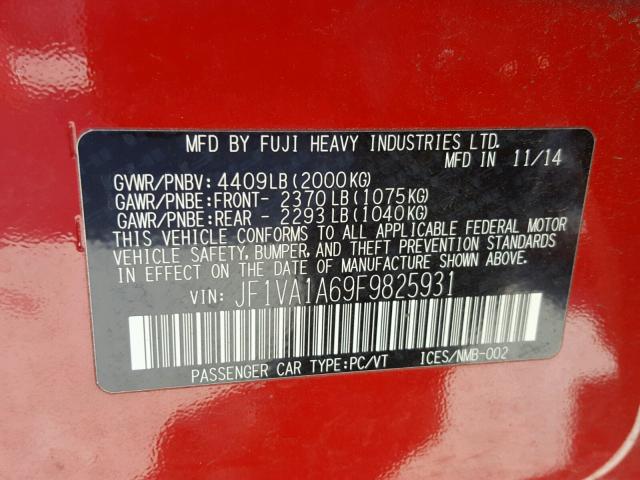 MFD BY FUJI HEAVY INDUSTRIES LTD.
MFD IN 11/14
GVWR/PNBV: 4409LB(2000KG)
GAWR/PNBE:FRONT- 2370LB(1075KG)
GAWR/PNBE:REAR - 2293LB(1040KG)
THIS VEHICLE CONFORMS TO ALL APPLICABLE FEDERAL MOTOR
VEHICLE SAFETY, BUMPER, AND THEFT PREVENTION STANDARDS
IN EFFECT ON THE DATE OF MANUFACTURE SHOWN ABOVE.
VIN: JF1VA1A69F9825931
PASSENGER CAR TYPE:PC/VT ICES/NMB-002